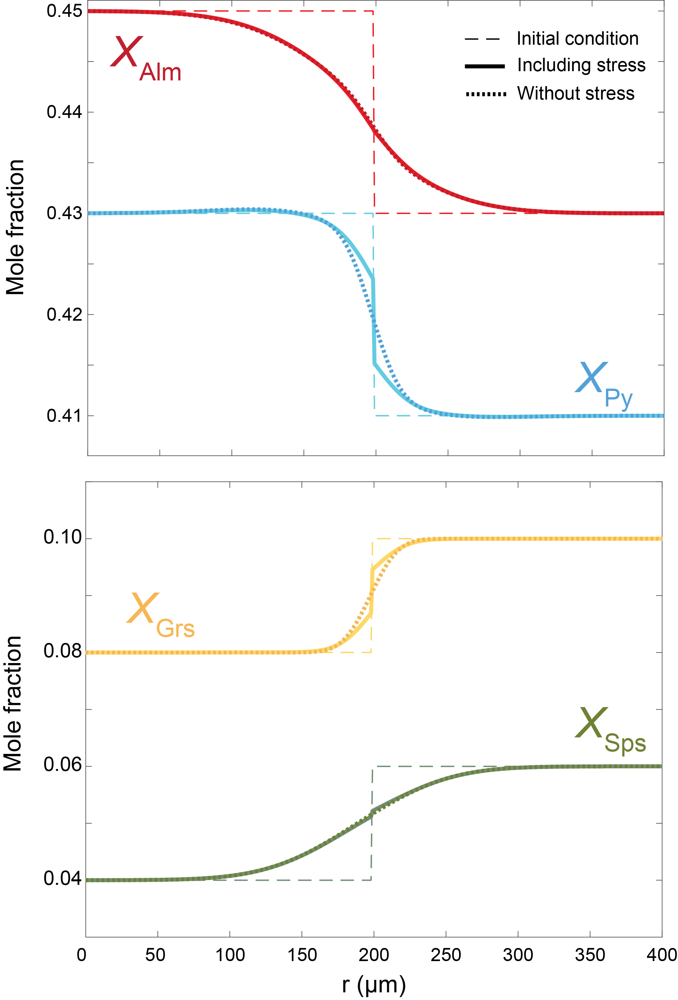 0.45
X Alm
Initial condition
Including stress
Without stress
0.44
Mole fraction
0.43
0.42
X Py
0.41
0.10
X Grs
0.08
Mole fraction
X Sps
0.06
0.04
0 50 100 150 200 250 300 350 400
r (μm)